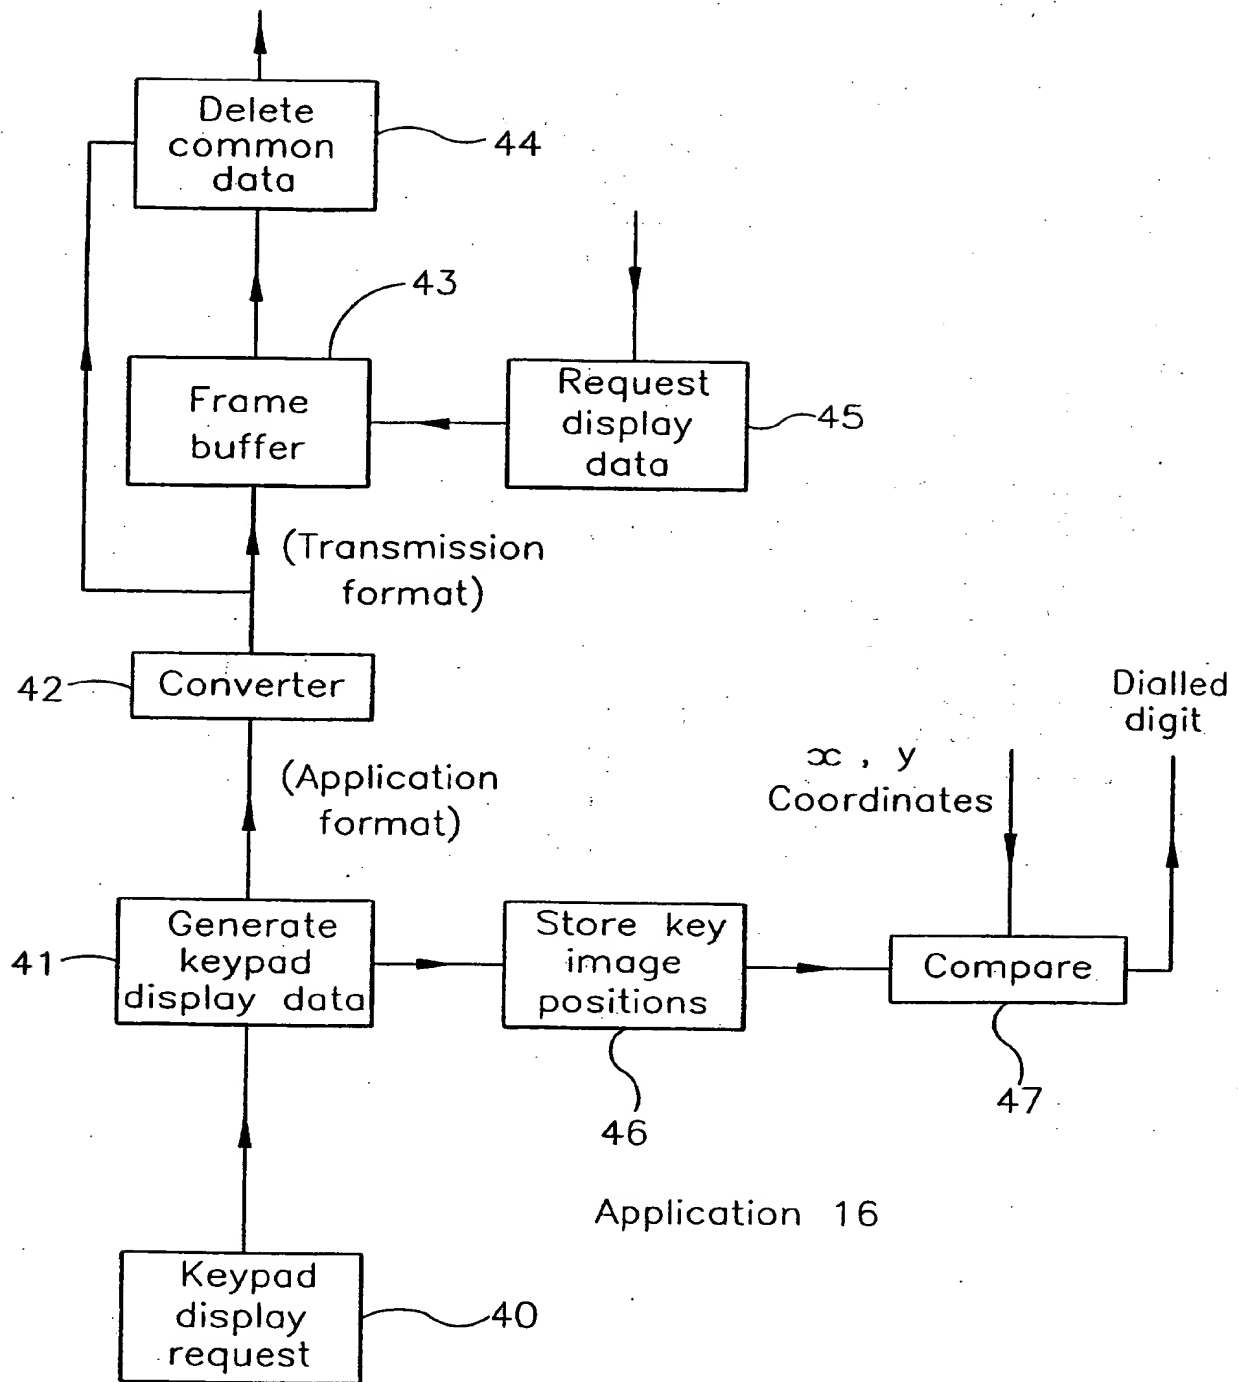 Delete
common
data
44
43
Frame
buffer
Request
display
data
45
(Transmission
format)
42
Converter
Dialled
digit
x , y
Coordinates
(Application
format)
41
Generate
keypad
display data
Store key
image
positions
Compare
46
47
Application 16
Keypad
display
request
40